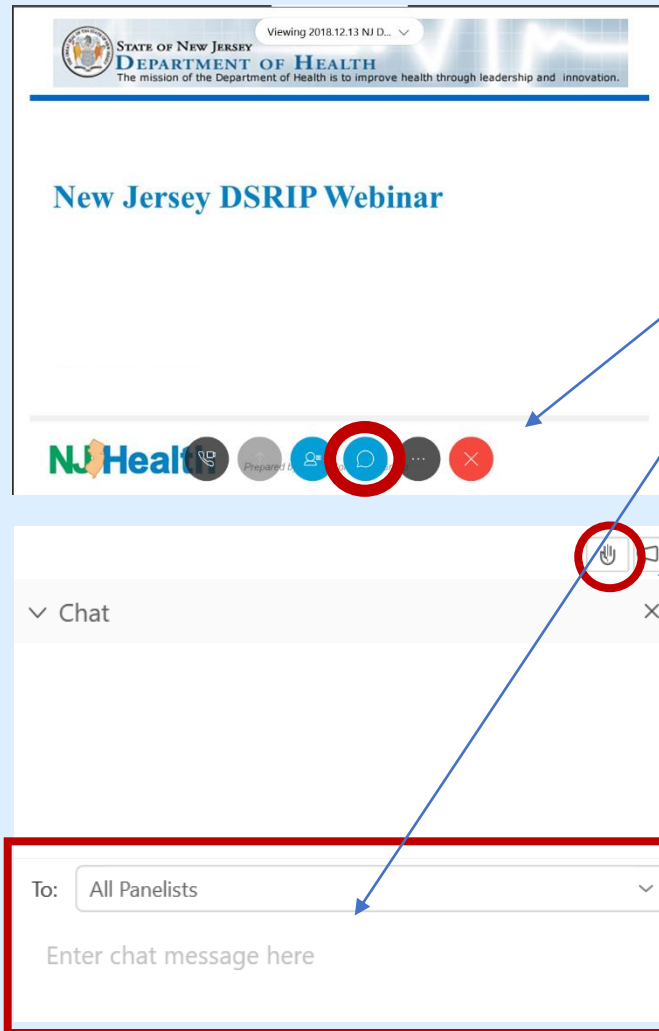 Viewing 2018.12.13 NJ D...
STATE OF NEW JERSEY
DEPARTMENT OF HEALTH
The mission of the Department of Health is to improve health through leadership and innovation.
New Jersey DSRIP Webinar
NJ Healt
Prepared b
Chat
To: All Panelists
Enter chat message here